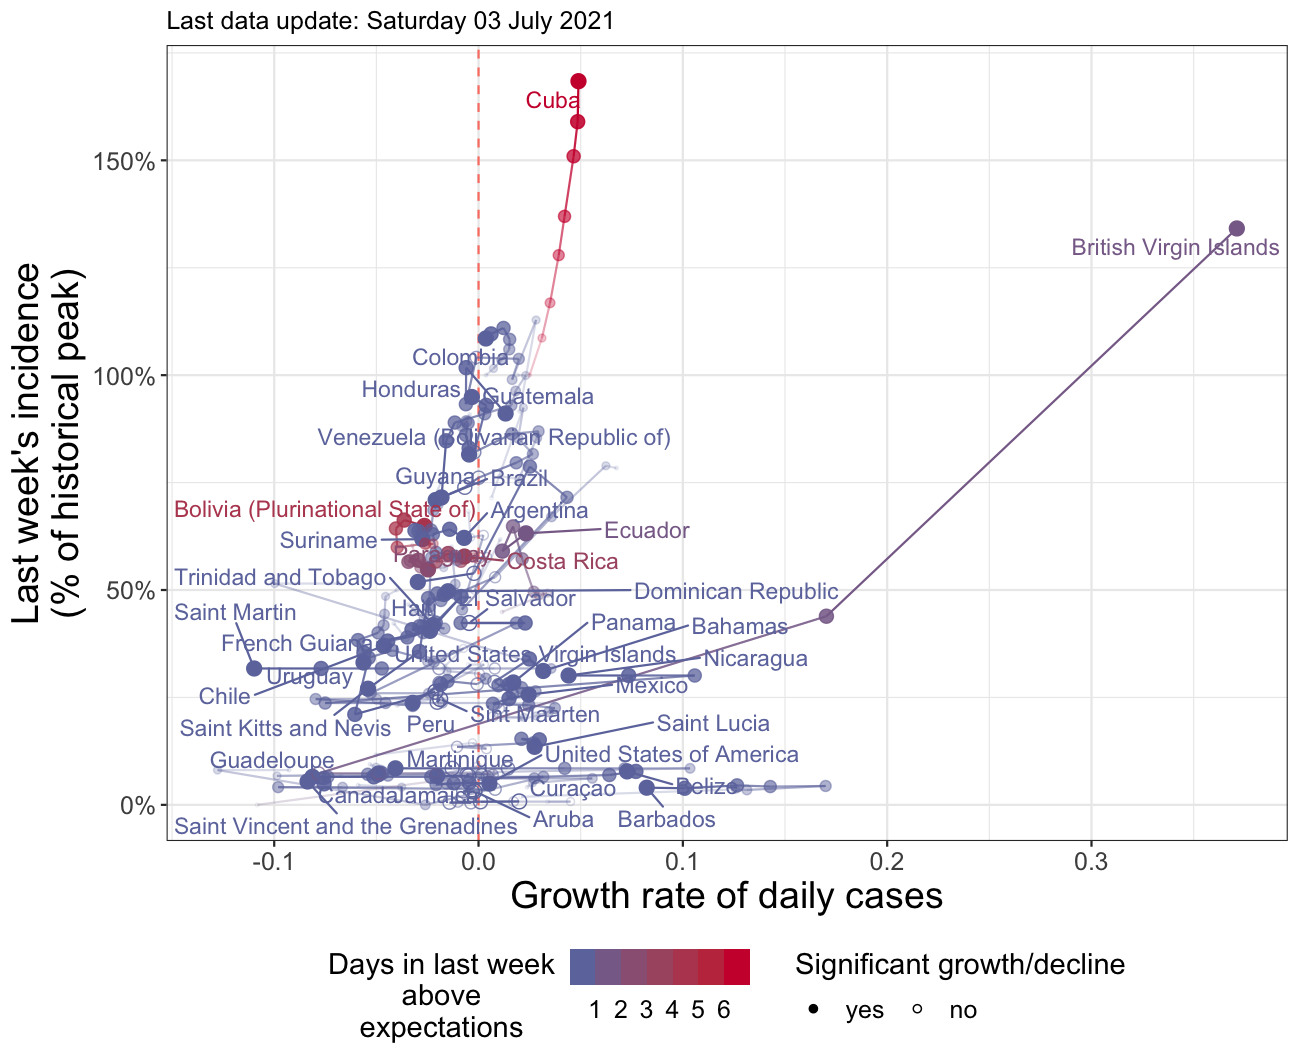 Last data update: Saturday 03 July 2021
Last week's incidence
(% of historical peak)
150%
100%
50%
0%
Cuba
British Virgin Islands
Colombia
Honduras
Guatemala
Venezuela (Bolivarian Republic of)
Guyana
Brazil
Bolivia (Plurinational State of)
Argentina
Ecuador
Suriname
Paraguay
Costa Rica
Trinidad and Tobago
Dominican Republic
Saint Martin
Haiti
El Salvador
Panama
Bahamas
French Guiana
United States Virgin Islands
Nicaragua
Uruguay
Chile
Mexico
Saint Kitts and Nevis
Peru
Sint Maarten
Saint Lucia
Guadeloupe
Martinique
United States of America
Canada
Jamaica
Curaçao
Belize
Saint Vincent and the Grenadines
Aruba
Barbados
-0.1
0.0
0.1
0.2
0.3
Growth rate of daily cases
Days in last week
above
expectations
1 2 3 4 5 6
Significant growth/decline
yes
no